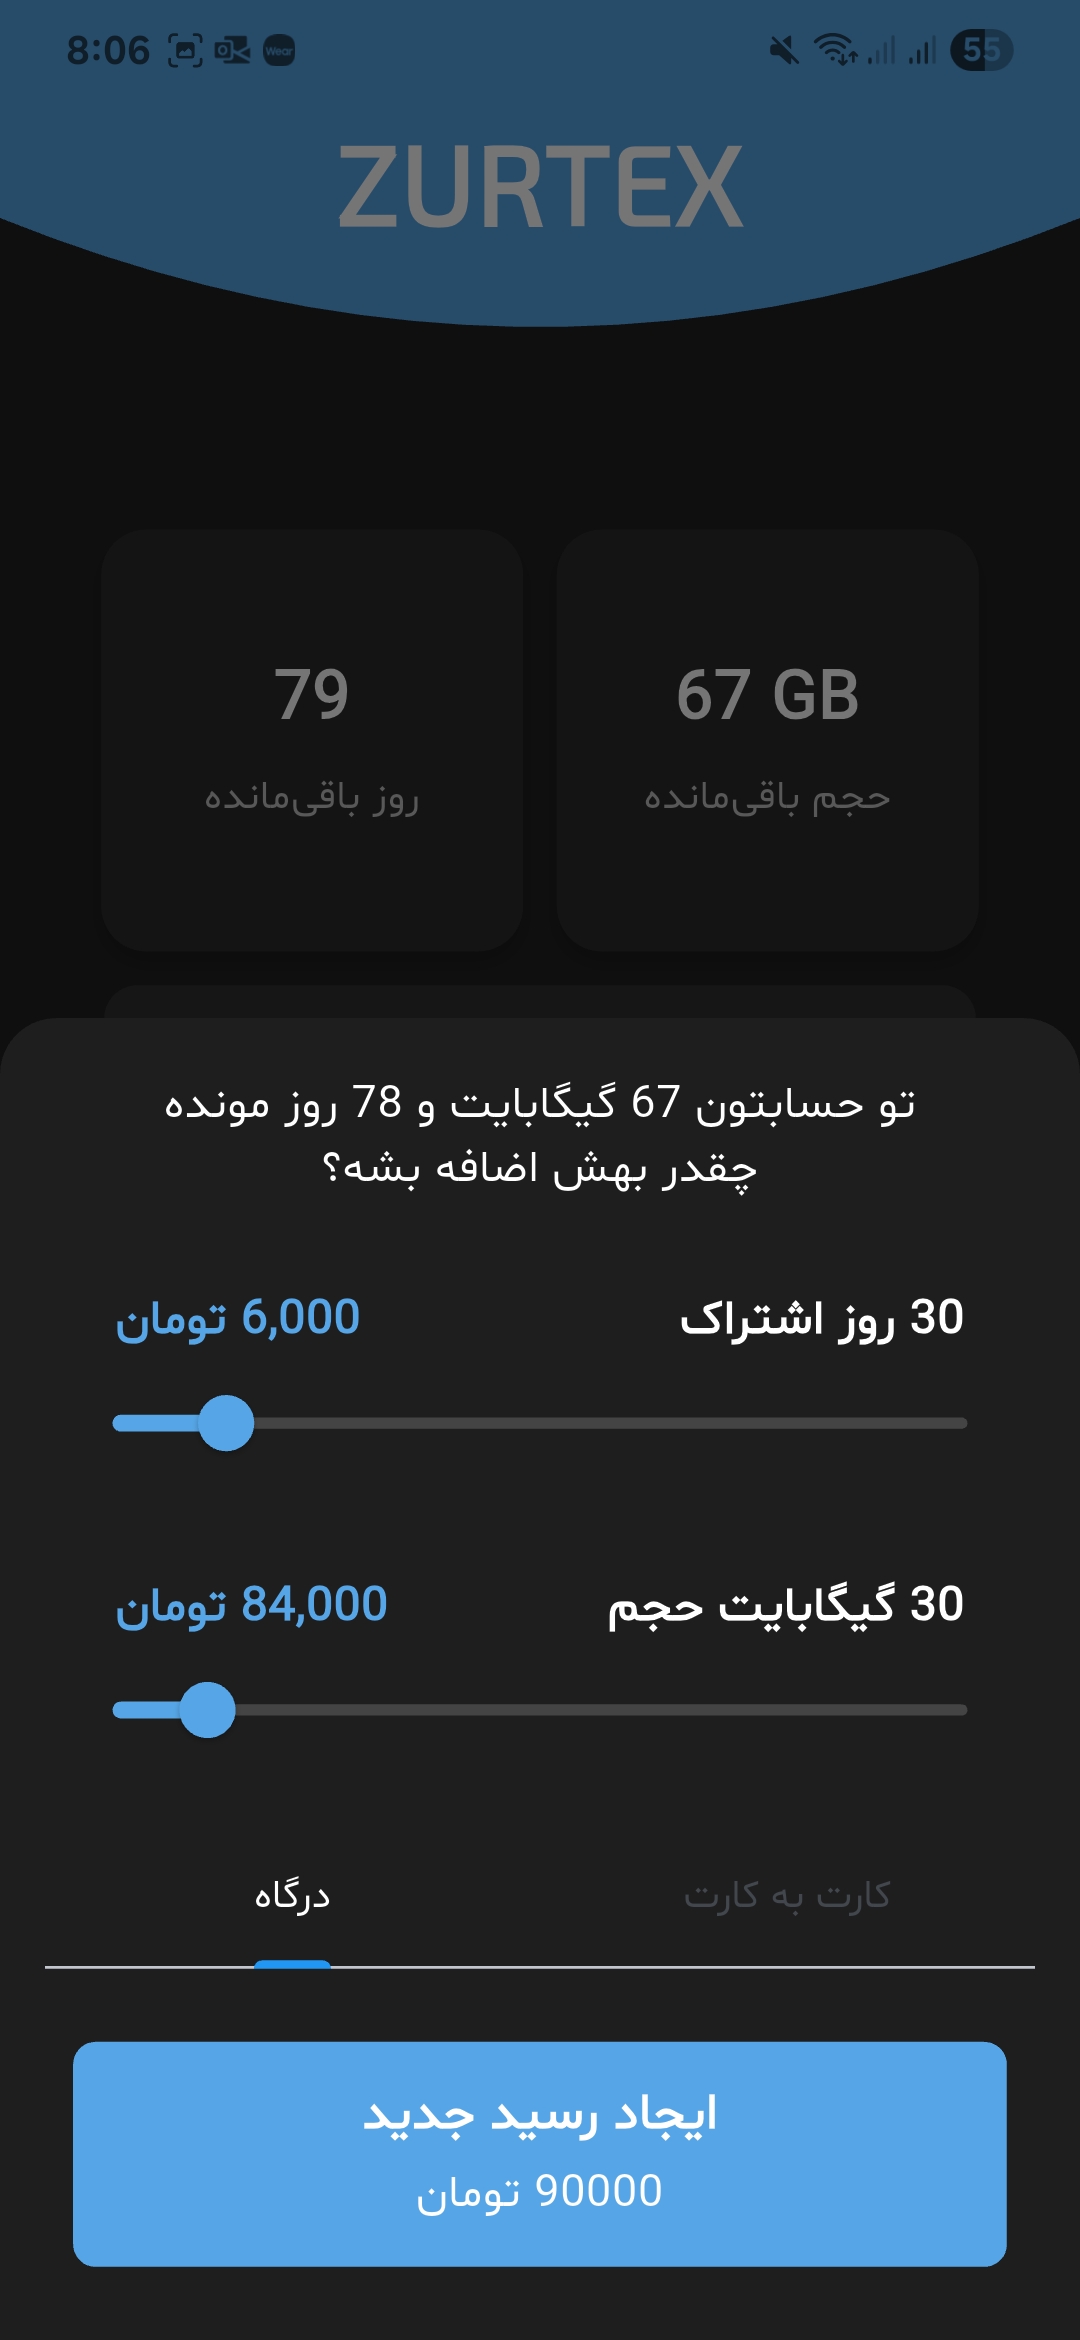 8:06
Wear
55
ZURTEX
67 GB
79
حجم باقی‌مانده
روز باقی‌مانده
تو حسابتون 67 گیگابایت و 78 روز مونده
چقدر بهش اضافه بشه؟
30 روز اشتراک
6,000 تومان
30 گیگابایت حجم
84,000 تومان
کارت به کارت
درگاه
ایجاد رسید جدید
90000 تومان